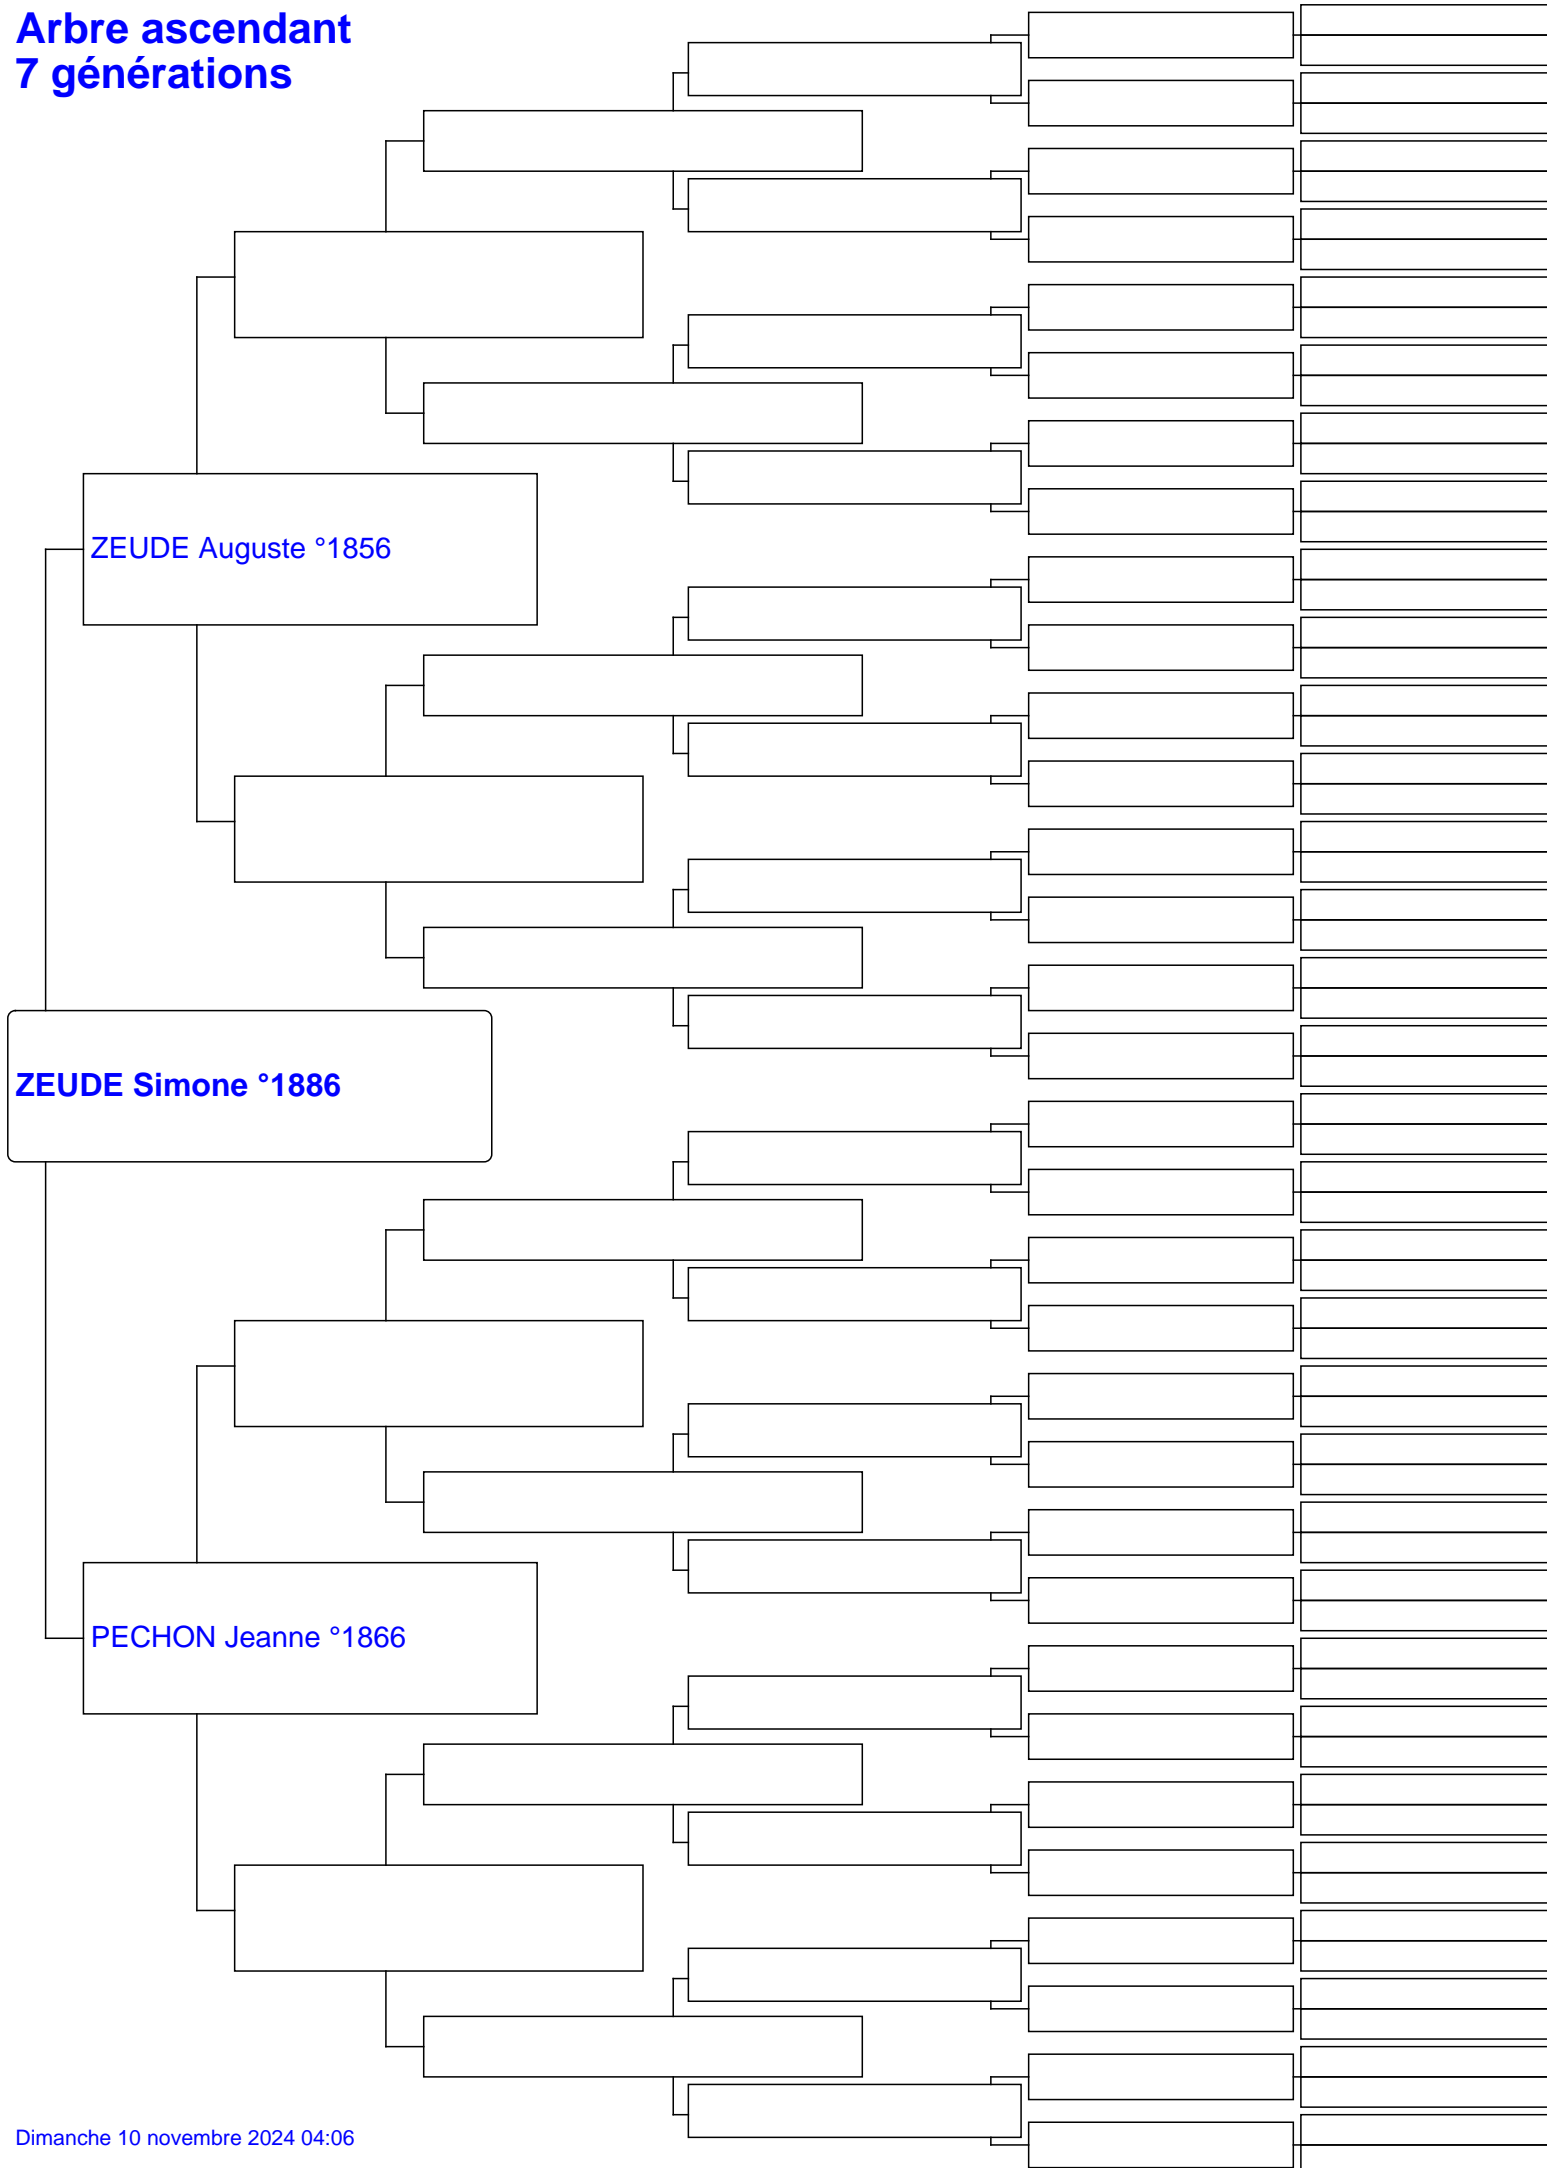 Arbre ascendant
7 générations
ZEUDE Auguste °1856
ZEUDE Simone °1886
PECHON Jeanne °1866
Dimanche 10 novembre 2024 04:06